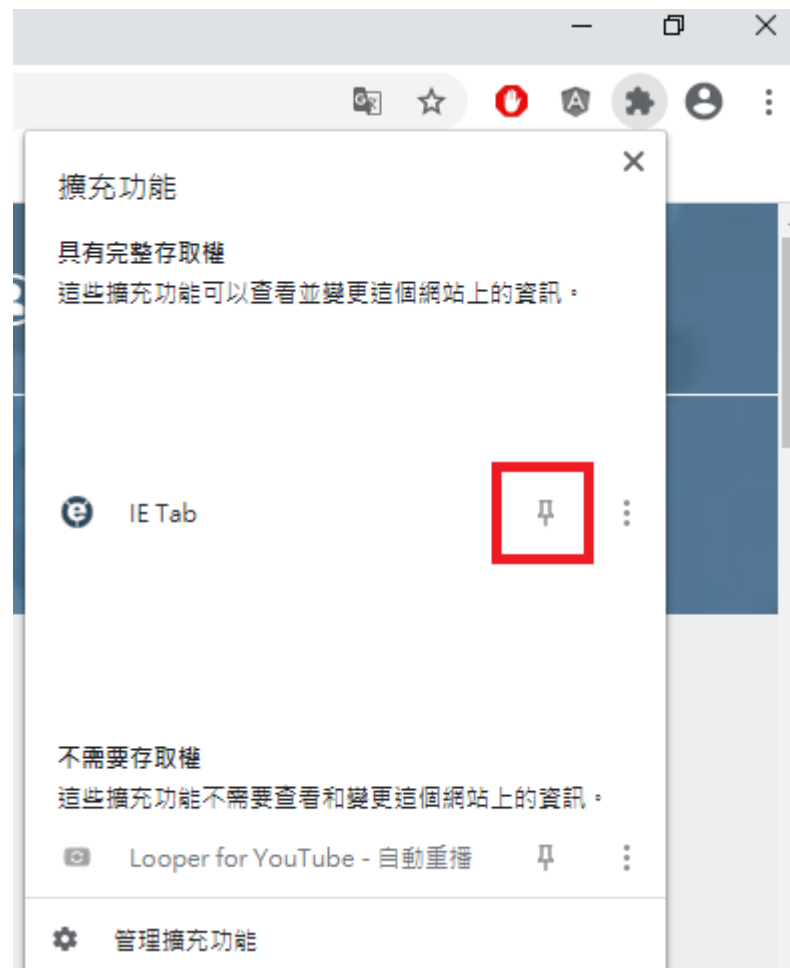 擴充功能
具有完整存取權
這些擴充功能可以查看並變更這個網站上的資訊。
IE Tab
不需要存取權
這些擴充功能不需要查看和變更這個網站上的資訊。
Looper for YouTube - 自動重播
管理擴充功能